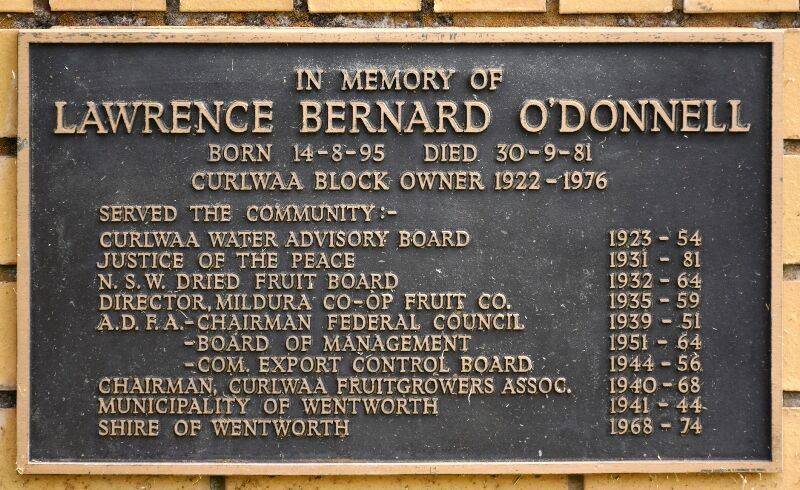 IN MEMORY OF
LAWRENCE BERNARD O'DONNELL
BORN 14-8-95 DIED 30-9-81
CURLWAA BLOCK OWNER 1922-1976
SERVED THE COMMUNITY:-
CURLWAA WATER ADVISORY BOARD 1923-54
JUSTICE OF THE PEACE 1931-81
N.S.W. DRIED FRUIT BOARD 1932-64
DIRECTOR, MILDURA CO-OP FRUIT CO. 1935-59
A.D.F.A.-CHAIRMAN FEDERAL COUNCIL 1939-51
-BOARD OF MANAGEMENT 1951-64
-COM. EXPORT CONTROL BOARD 1944-56
CHAIRMAN, CURLWAA FRUITGROWERS ASSOC. 1940-68
MUNICIPALITY OF WENTWORTH 1941-44
SHIRE OF WENTWORTH 1968-74